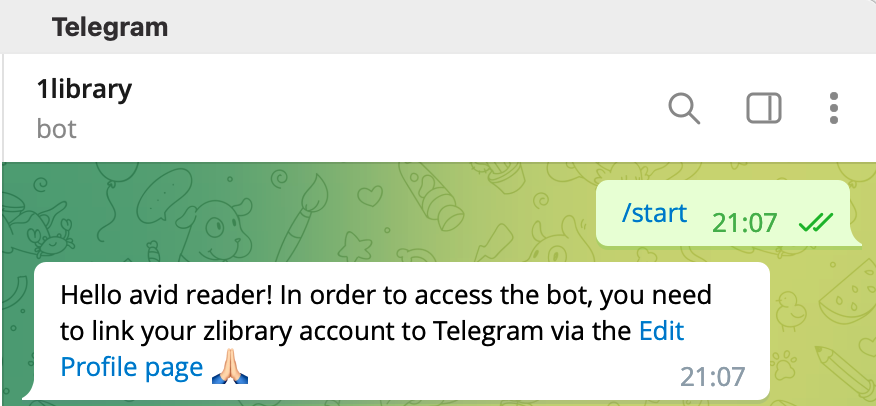 Telegram
1library
bot
/start 21:07
Hello avid reader! In order to access the bot, you need
to link your zlibrary account to Telegram via the Edit
Profile page 🙏🏻
21:07